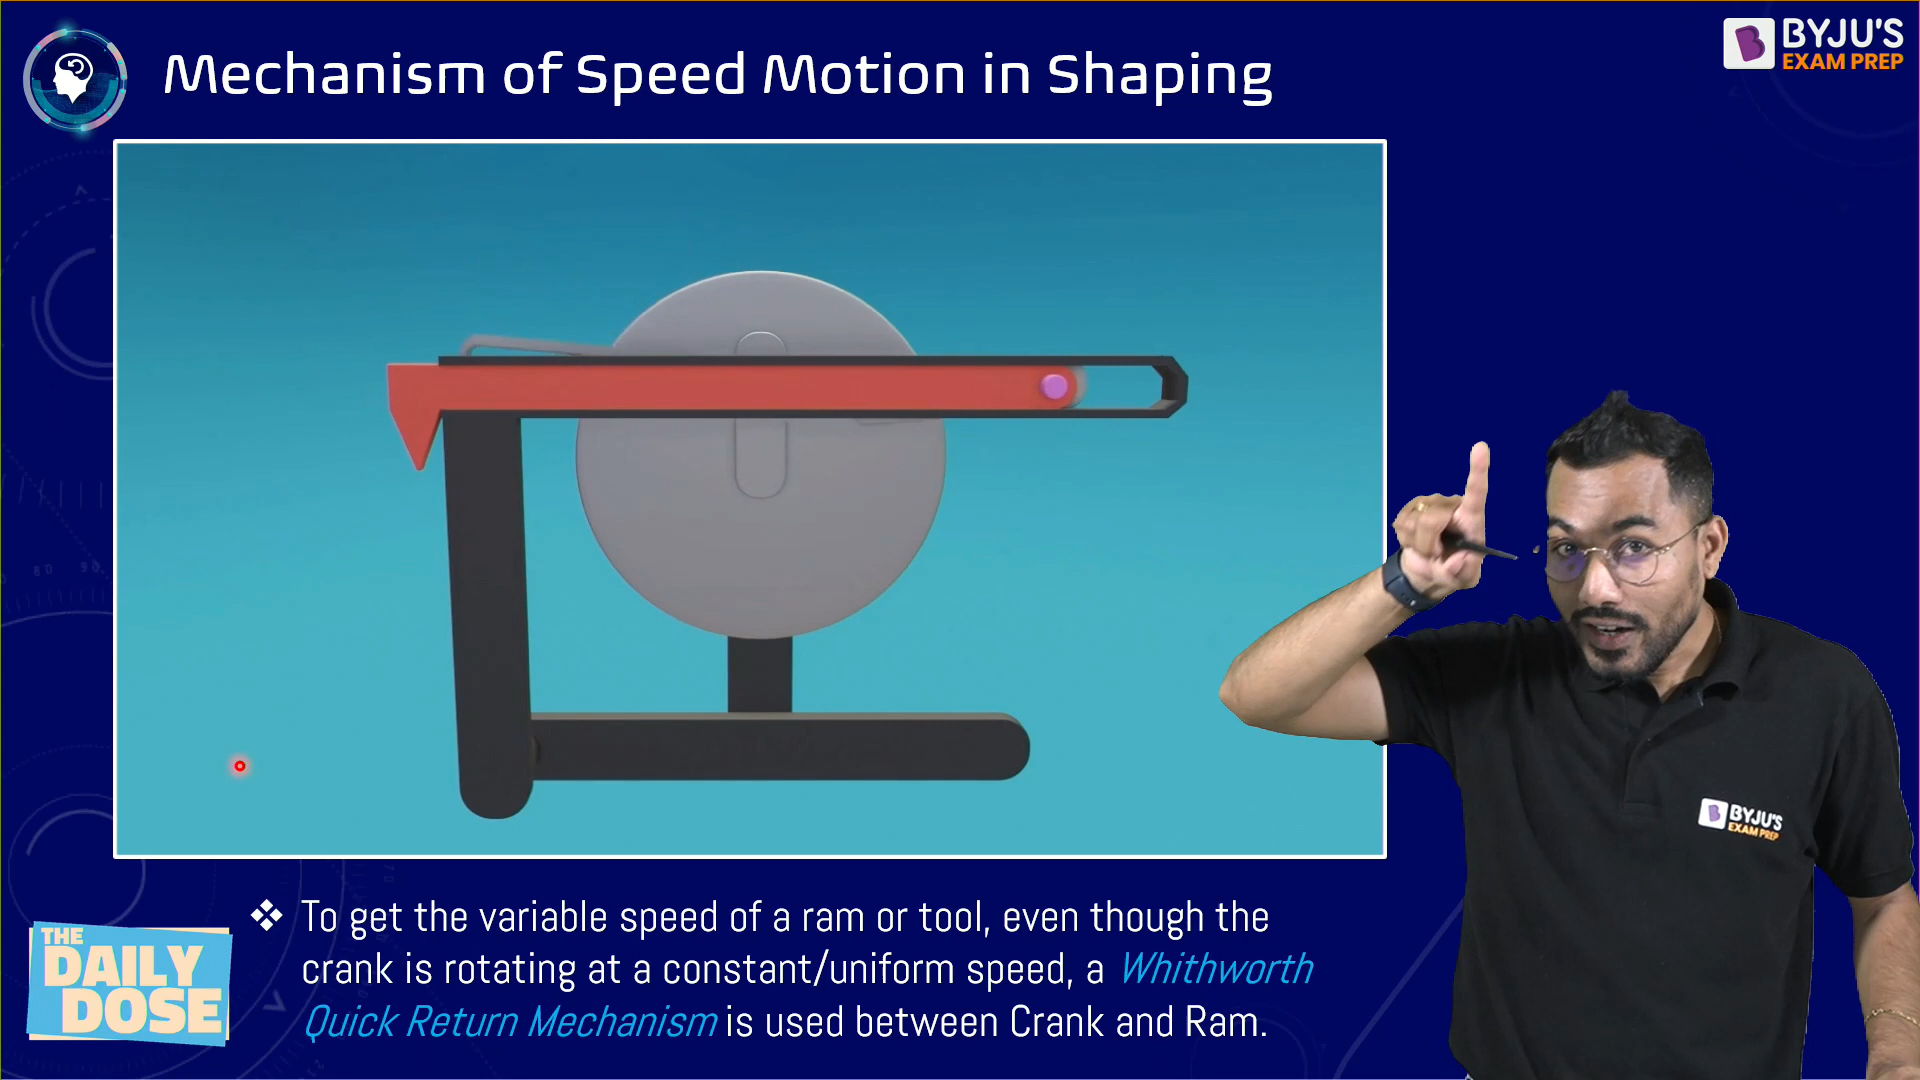 Mechanism of Speed Motion in Shaping
BYJU'S
EXAM PREP
80 90
BYJU'S
EXAM PREP
THE
DAILY
DOSE
❖ To get the variable speed of a ram or tool, even though the
crank is rotating at a constant/uniform speed, a Whithworth
Quick Return Mechanism is used between Crank and Ram.